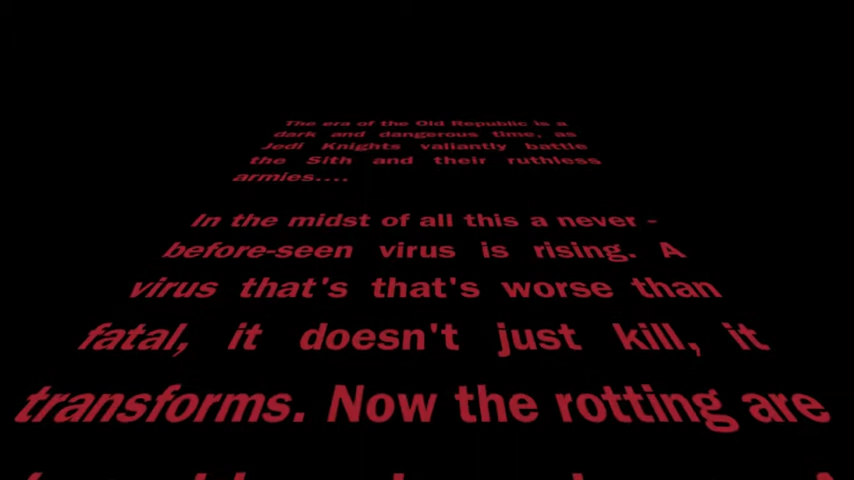 The era of the Old Republic is a
dark and dangerous time, as
Jedi Knights valiantly battle
the Sith and their ruthless
armies....
In the midst of all this a never -
before-seen virus is rising. A
virus that's that's worse than
fatal, it doesn't just kill, it
transforms. Now the rotting are